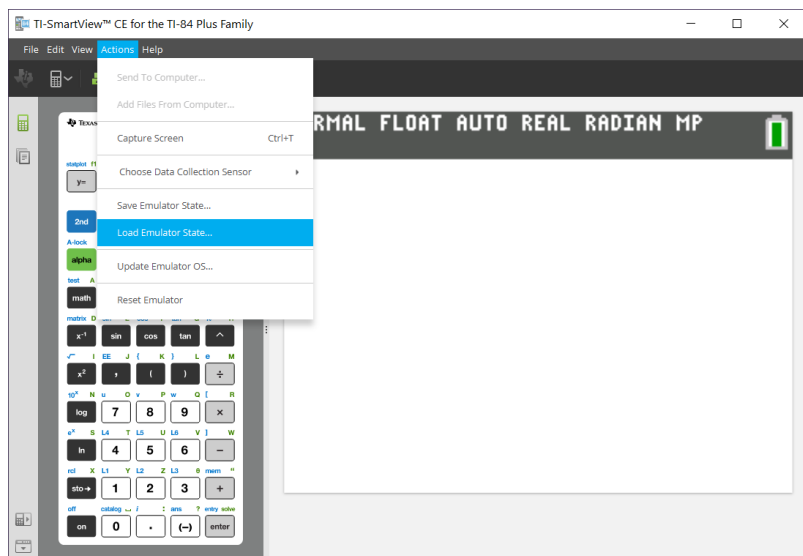 TI-SmartView™ CE for the TI-84 Plus Family
File Edit View Actions Help
Send To Computer...
Add Files From Computer...
Capture Screen Ctrl+T
Choose Data Collection Sensor
Save Emulator State...
Load Emulator State...
Update Emulator OS...
Reset Emulator
RMAL FLOAT AUTO REAL RADIAN MP
TEXAS
statplot f1
y=
2nd
A-lock
alpha
test A
math
matrix D
x⁻¹ sin cos tan ^
√ I EE J { K } L e M
x² , ( ) ÷
10ˣ N u O v P w Q [ R
log 7 8 9 ×
eˣ S L4 T L5 U L6 V ] W
ln 4 5 6 −
rcl X L1 Y L2 Z L3 θ mem "
sto→ 1 2 3 +
off catalog ⎵ i : ans ? entry solve
on 0 . (−) enter